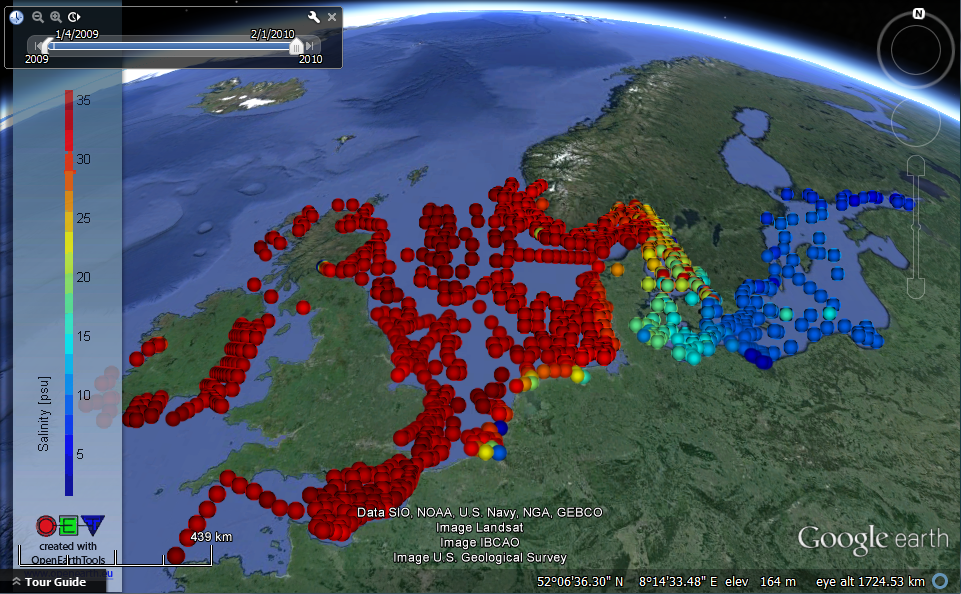 N
1/4/2009
2/1/2010
2009
2010
35
30
25
20
15
10
5
Salinity [psu]
E
created with
OpenEarthTools
439 km
Data SIO, NOAA, U.S. Navy, NGA, GEBCO
Image Landsat
Image IBCAO
Image U.S. Geological Survey
Google earth
Tour Guide
52°06'36.30" N 8°14'33.48" E elev 164 m eye alt 1724.53 km